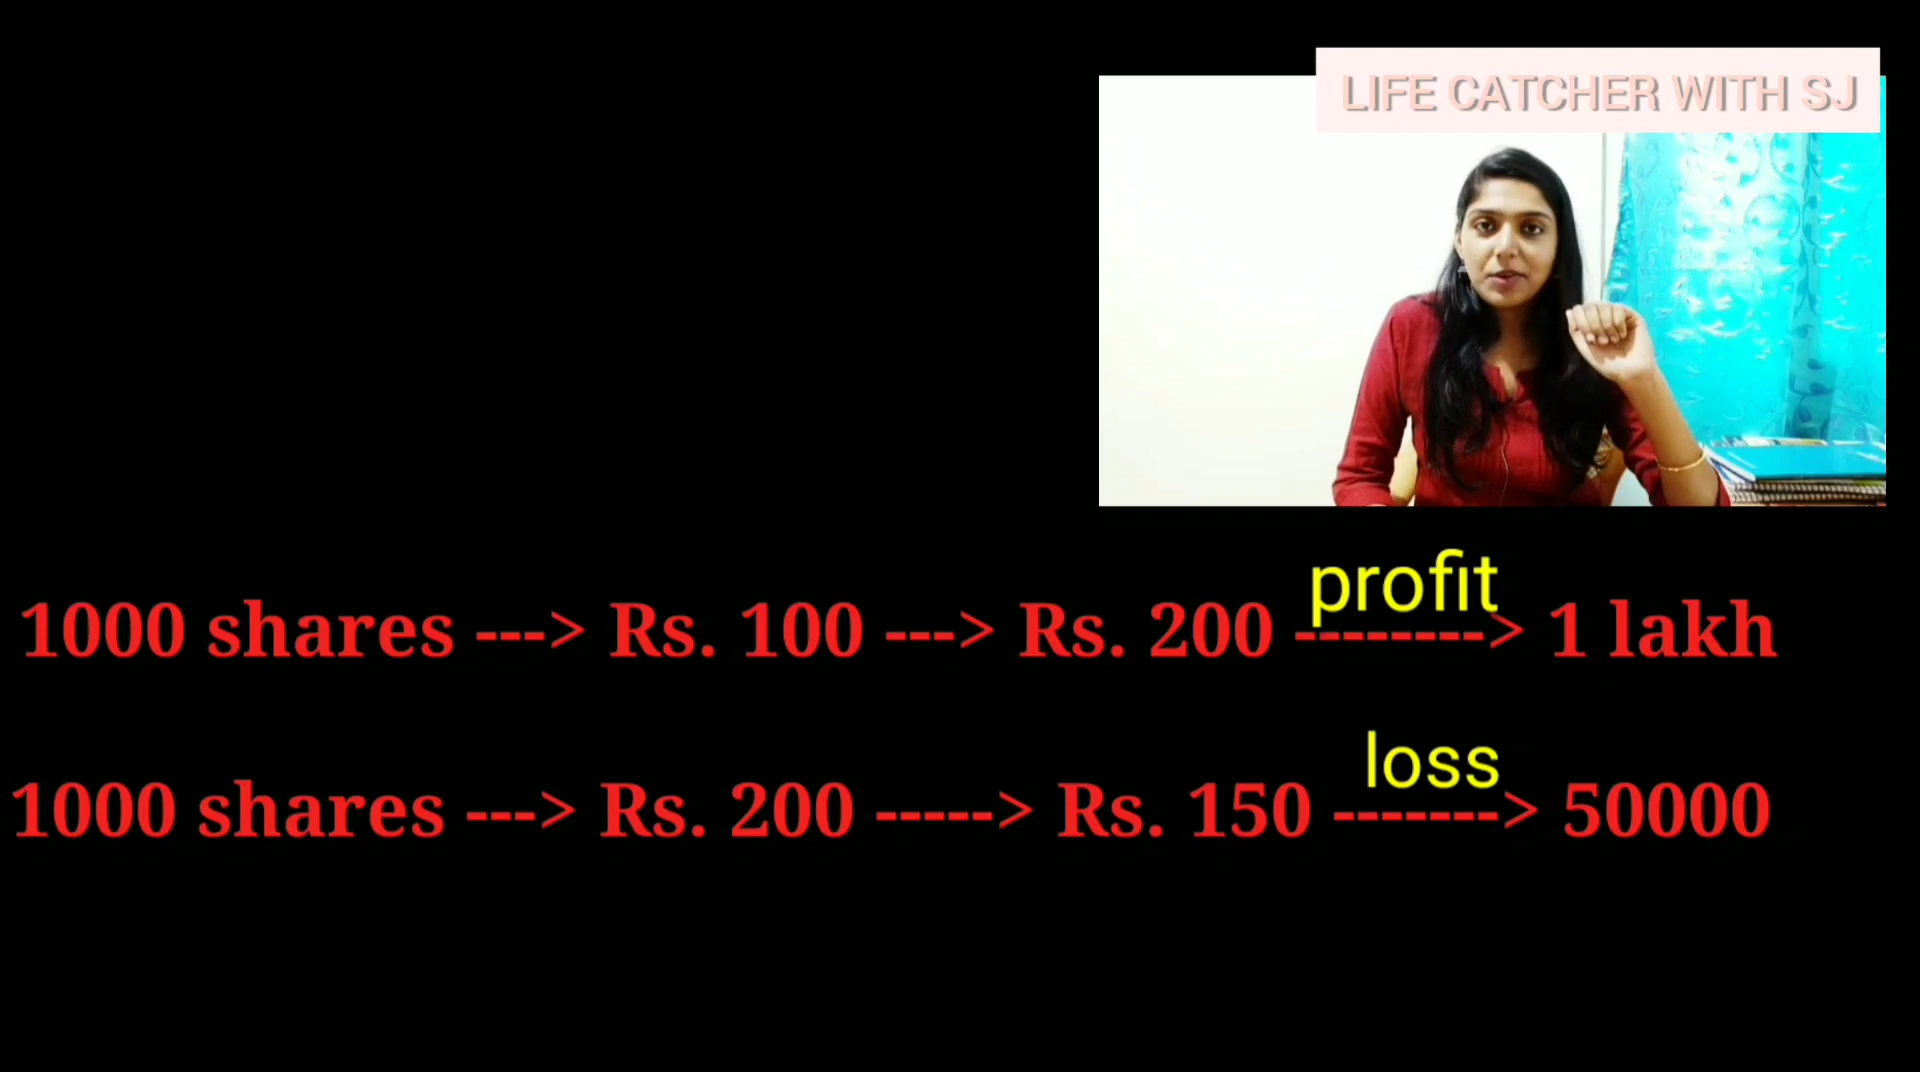 LIFE CATCHER WITH SJ
profit
1000 shares ---> Rs. 100 ---> Rs. 200 --------> 1 lakh
loss
1000 shares ---> Rs. 200 -----> Rs. 150 -------> 50000